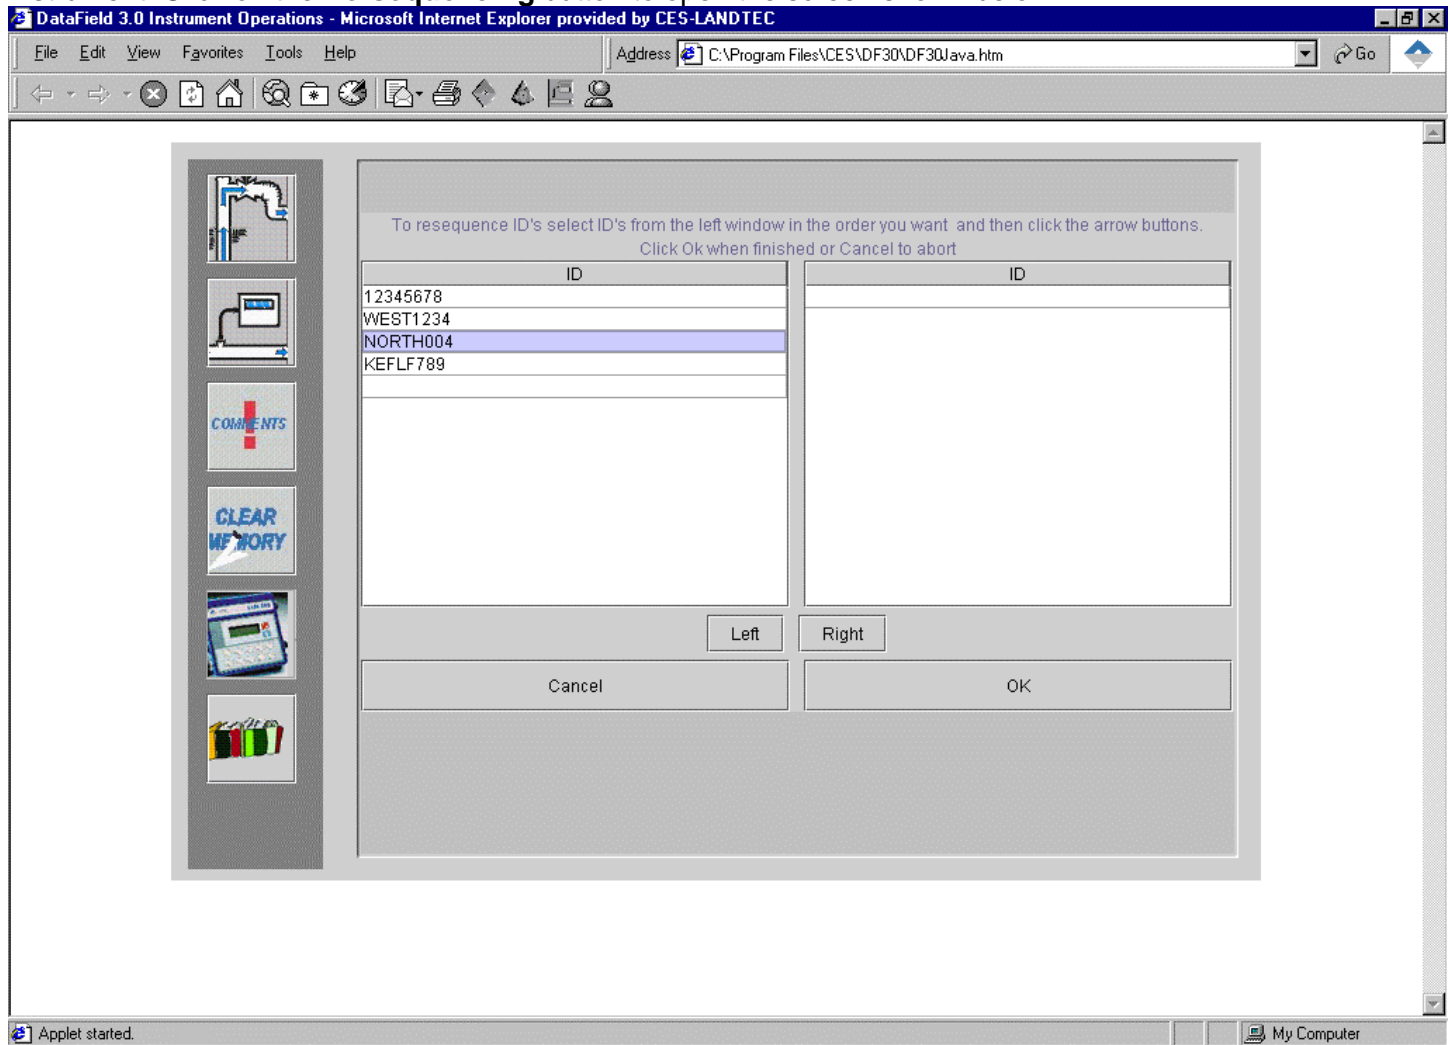 DataField 3.0 Instrument Operations - Microsoft Internet Explorer provided by CES-LANDTEC
File Edit View Favorites Tools Help Address C:\Program Files\CES\DF30\DF30Java.htm Go
To resequence ID's select ID's from the left window in the order you want and then click the arrow buttons.
Click Ok when finished or Cancel to abort
ID ID
12345678
WEST1234
NORTH004
KEFLF789
COMMENTS
CLEAR
MEMORY
Left Right
Cancel OK
Applet started. My Computer